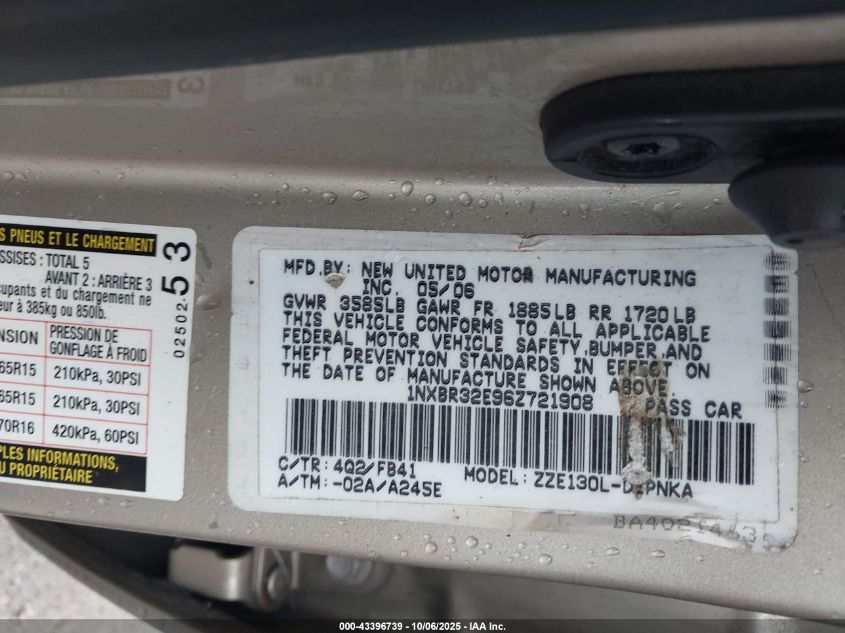 S PNEUS ET LE CHARGEMENT
SSISES : TOTAL 5
AVANT 2 : ARRIÈRE 3
cupants et du chargement ne
eur à 385kg ou 850lb.
NSION PRESSION DE GONFLAGE À FROID
65R15 210kPa, 30PSI
65R15 210kPa, 30PSI
70R16 420kPa, 60PSI
PLES INFORMATIONS,
PROPRIÉTAIRE
02502 53
MFD.BY: NEW UNITED MOTOR MANUFACTURING
INC. 05/06
GVWR 3585LB GAWR FR 1885LB RR 1720LB
THIS VEHICLE CONFORMS TO ALL APPLICABLE
FEDERAL MOTOR VEHICLE SAFETY,BUMPER,AND
THEFT PREVENTION STANDARDS IN EFFECT ON
THE DATE OF MANUFACTURE SHOWN ABOVE.
1NXBR32E96Z721908 PASS CAR
C/TR: 4Q2/FB41 MODEL: ZZE130L-D PNKA
A/TM: -02A/A245E
000-43396739 • 10/06/2025 - IAA Inc.